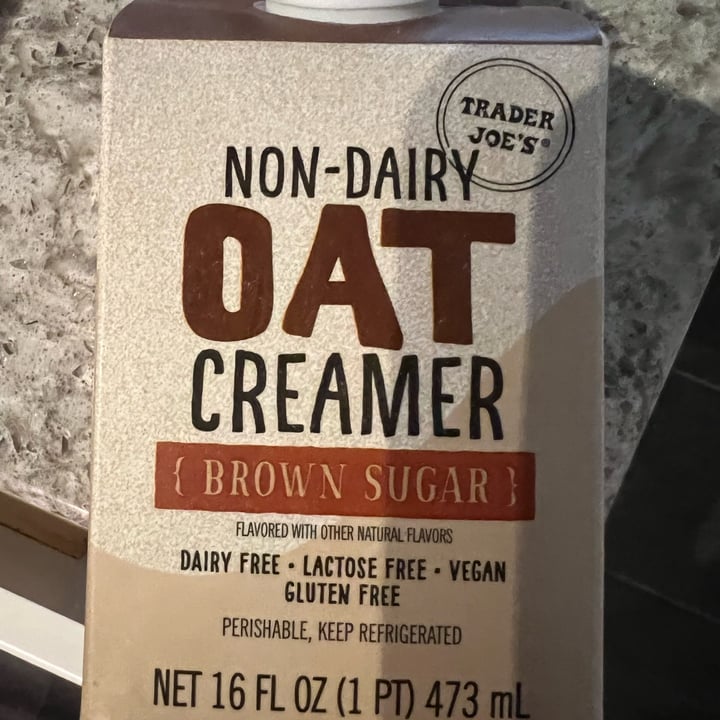 TRADER
JOE'S®
NON-DAIRY
OAT
CREAMER
{ BROWN SUGAR }
FLAVORED WITH OTHER NATURAL FLAVORS
DAIRY FREE • LACTOSE FREE • VEGAN
GLUTEN FREE
PERISHABLE, KEEP REFRIGERATED
NET 16 FL OZ (1 PT) 473 mL